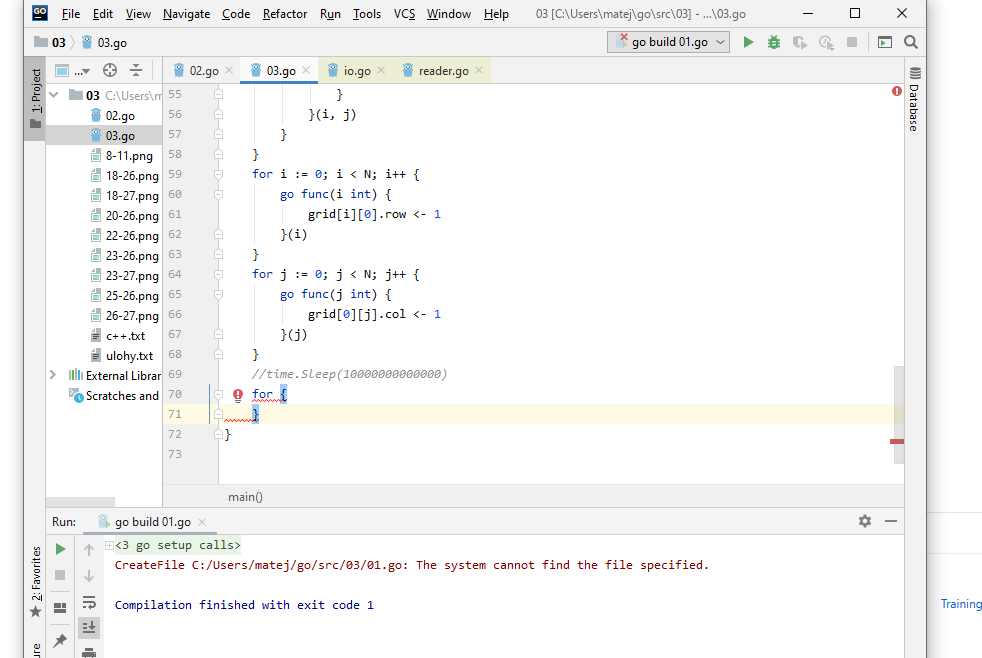 GO File Edit View Navigate Code Refactor Run Tools VCS Window Help 03 [C:\Users\matej\go\src\03] - ...\03.go
03 03.go go build 01.go
... 02.go 03.go io.go reader.go
1: Project
03 C:\Users\m
02.go
03.go
8-11.png
18-26.png
18-27.png
20-26.png
22-26.png
23-26.png
23-27.png
25-26.png
26-27.png
c++.txt
ulohy.txt
External Librar
Scratches and
55 }
56 }(i, j)
57 }
58 }
59 for i := 0; i < N; i++ {
60 go func(i int) {
61 grid[i][0].row <- 1
62 }(i)
63 }
64 for j := 0; j < N; j++ {
65 go func(j int) {
66 grid[0][j].col <- 1
67 }(j)
68 }
69 //time.Sleep(10000000000000)
70 for {
71 }
72 }
73
main()
Database
Run: go build 01.go
<3 go setup calls>
CreateFile C:/Users/matej/go/src/03/01.go: The system cannot find the file specified.
Compilation finished with exit code 1
2: Favorites
Training